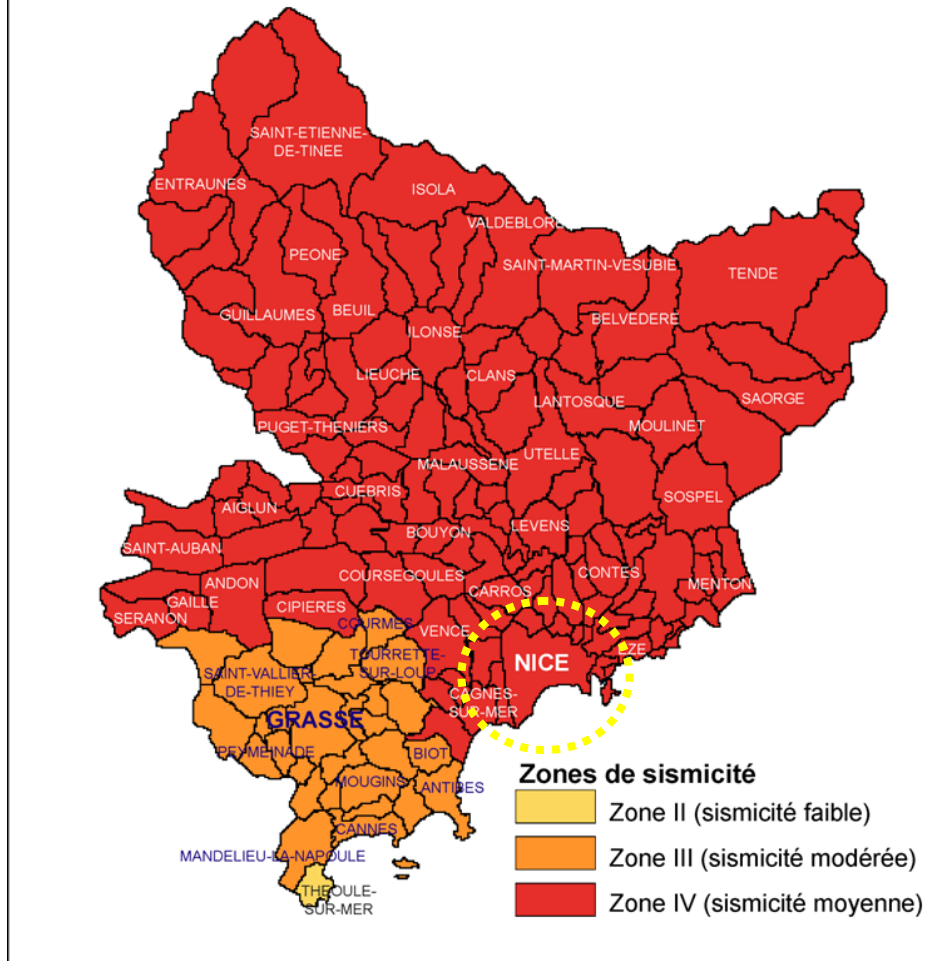 SAINT-ETIENNE-
DE-TINEE
ENTRAUNES
ISOLA
VALDEBLORE
SAINT-MARTIN-VESUBIE
PEONE
TENDE
GUILLAUMES
BEUIL
BELVEDERE
ILONSE
LIEUCHE
CLANS
LANTOSQUE
SAORGE
PUGET-THENIERS
MOULINET
MALAUSSENE
UTELLE
CUEBRIS
SOSPEL
AIGLUN
LEVENS
BOUYON
SAINT-AUBAN
COURSEGOULES
CONTES
ANDON
CARROS
MENTON
GAILLE
SERANON
CIPIERES
COURMES
VENCE
EZE
TOURRETTE-
SUR-LOUP
NICE
SAINT-VALLIER-
DE-THIEY
CAGNES-
SUR-MER
GRASSE
PEYMEINADE
BIOT
MOUGINS
ANTIBES
CANNES
MANDELIEU-LA-NAPOULE
THEOULE-
SUR-MER
Zones de sismicité
Zone II (sismicité faible)
Zone III (sismicité modérée)
Zone IV (sismicité moyenne)